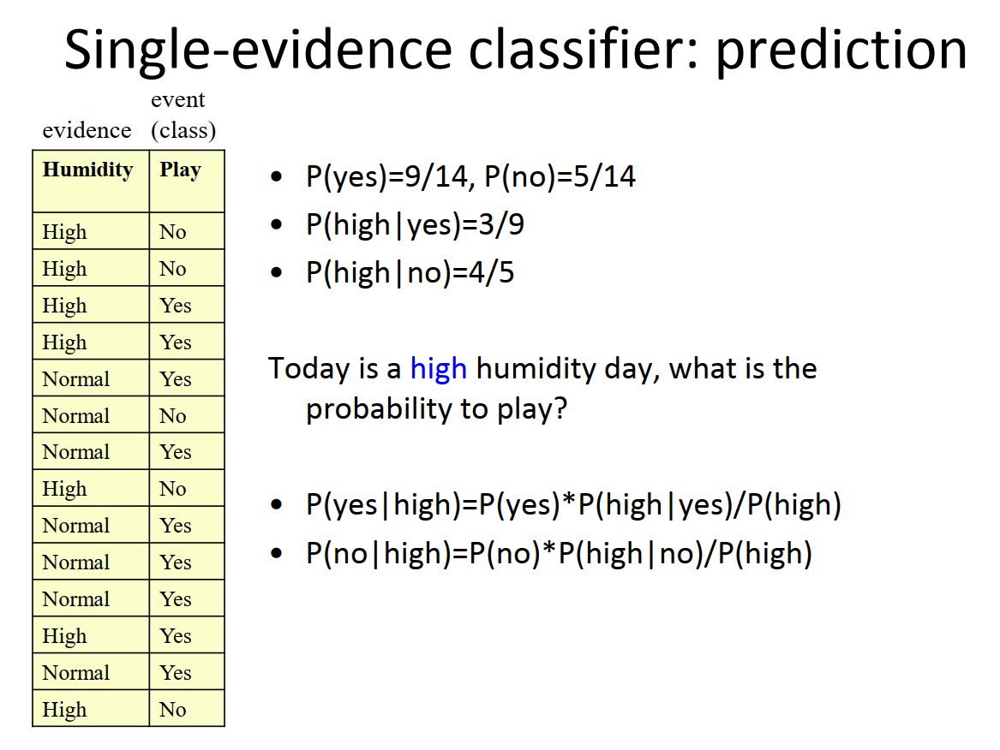 Single-evidence classifier: prediction
event
evidence (class)
Humidity Play
High No
High No
High Yes
High Yes
Normal Yes
Normal No
Normal Yes
High No
Normal Yes
Normal Yes
Normal Yes
High Yes
Normal Yes
High No
• P(yes)=9/14, P(no)=5/14
• P(high|yes)=3/9
• P(high|no)=4/5
Today is a high humidity day, what is the
probability to play?
• P(yes|high)=P(yes)*P(high|yes)/P(high)
• P(no|high)=P(no)*P(high|no)/P(high)